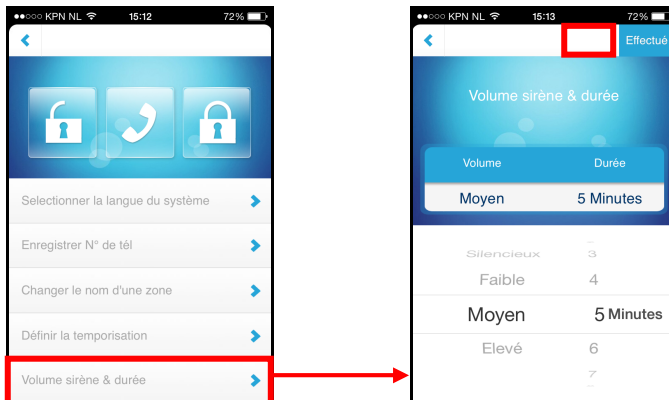 KPN NL 15:12 72%
Selectionner la langue du système
Enregistrer N° de tél
Changer le nom d'une zone
Définir la temporisation
Volume sirène & durée
KPN NL 15:13 72%
Effectué
Volume sirène & durée
Volume Durée
Moyen 5 Minutes
Silencieux 3
Faible 4
Moyen 5 Minutes
Elevé 6
7